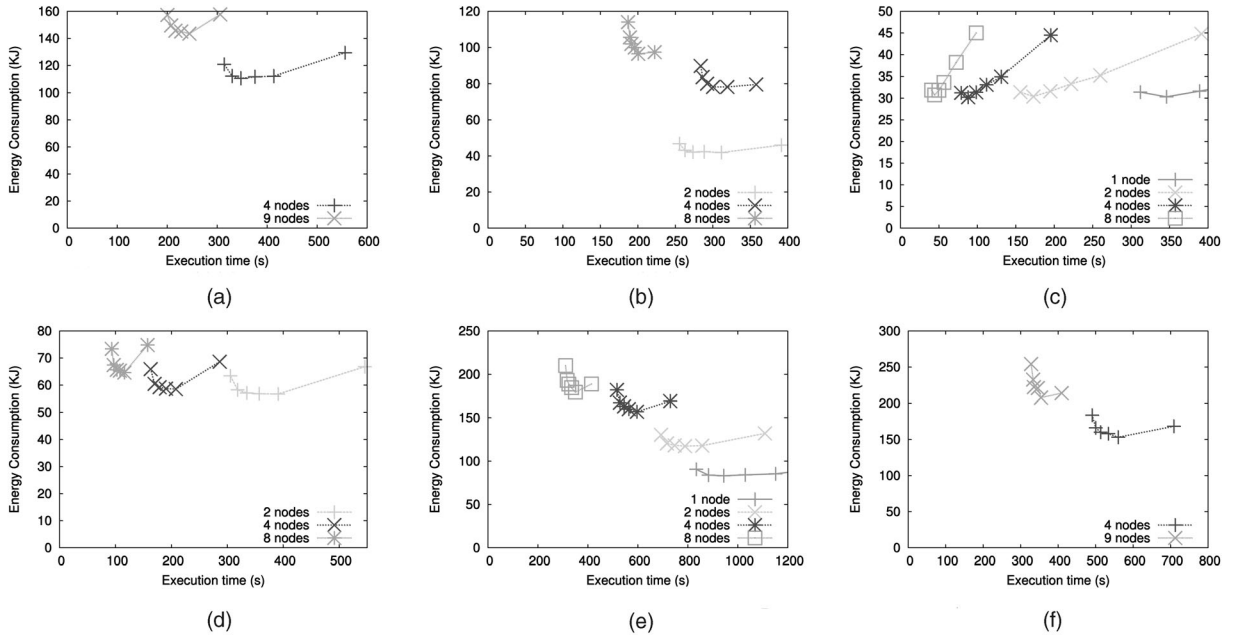 160
140
120
100
80
60
40
20
0
Energy Consumption (KJ)
4 nodes
9 nodes
0 100 200 300 400 500 600
Execution time (s)
(a)
120
100
80
60
40
20
0
Energy Consumption (KJ)
2 nodes
4 nodes
8 nodes
0 50 100 150 200 250 300 350 400
Execution time (s)
(b)
50
45
40
35
30
25
20
15
10
5
0
Energy Consumption (KJ)
1 node
2 nodes
4 nodes
8 nodes
0 50 100 150 200 250 300 350 400
Execution time (s)
(c)
80
70
60
50
40
30
20
10
0
Energy Consumption (KJ)
2 nodes
4 nodes
8 nodes
0 100 200 300 400 500
Execution time (s)
(d)
250
200
150
100
50
0
Energy Consumption (KJ)
1 node
2 nodes
4 nodes
8 nodes
0 200 400 600 800 1000 1200
Execution time (s)
(e)
300
250
200
150
100
50
0
Energy Consumption (KJ)
4 nodes
9 nodes
0 100 200 300 400 500 600 700 800
Execution time (s)
(f)